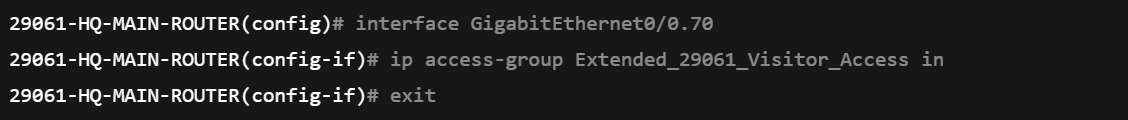 29061-HQ-MAIN-ROUTER(config)# interface GigabitEthernet0/0.70
29061-HQ-MAIN-ROUTER(config-if)# ip access-group Extended_29061_Visitor_Access in
29061-HQ-MAIN-ROUTER(config-if)# exit